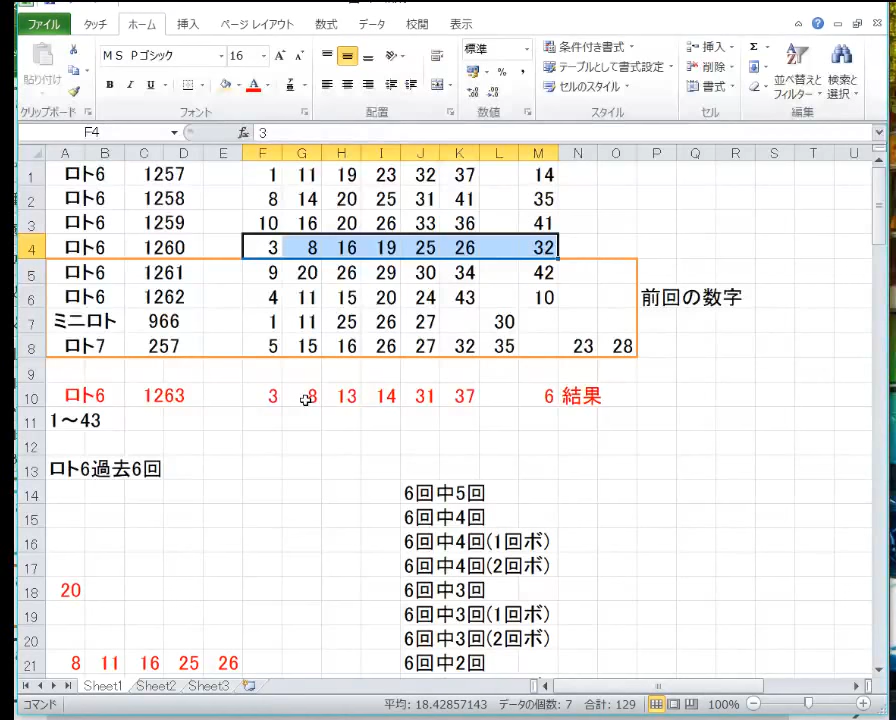 ファイル タッチ ホーム 挿入 ページ レイアウト 数式 データ 校閲 表示
貼り付け
MS Pゴシック 16
標準
条件付き書式
テーブルとして書式設定
セルのスタイル
挿入
削除
書式
並べ替えと
フィルター
検索と
選択
クリップボード フォント 配置 数値 スタイル セル 編集
F4 fx 3
A B C D E F G H I J K L M N O P Q R S T U
1 ロト6 1257 1 11 19 23 32 37 14
2 ロト6 1258 8 14 20 25 31 41 35
3 ロト6 1259 10 16 20 26 33 36 41
4 ロト6 1260 3 8 16 19 25 26 32
5 ロト6 1261 9 20 26 29 30 34 42
6 ロト6 1262 4 11 15 20 24 43 10 前回の数字
7 ミニロト 966 1 11 25 26 27 30
8 ロト7 257 5 15 16 26 27 32 35 23 28
9
10 ロト6 1263 3 8 13 14 31 37 6 結果
11 1～43
12
13 ロト6過去6回
14 6回中5回
15 6回中4回
16 6回中4回(1回ボ)
17 6回中4回(2回ボ)
18 20 6回中3回
19 6回中3回(1回ボ)
20 6回中3回(2回ボ)
21 8 11 16 25 26 6回中2回
Sheet1 Sheet2 Sheet3
コマンド 平均: 18.42857143 データの個数: 7 合計: 129 100%